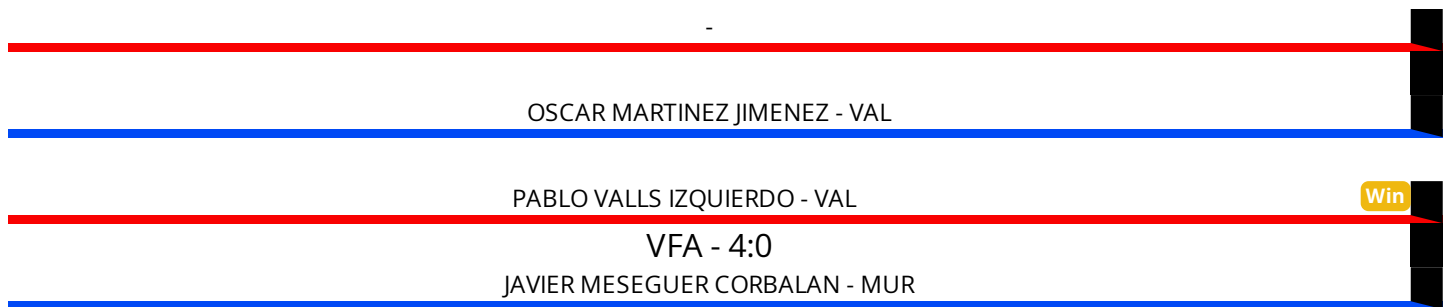 -
OSCAR MARTINEZ JIMENEZ - VAL
PABLO VALLS IZQUIERDO - VAL
Win
VFA - 4:0
JAVIER MESEGUER CORBALAN - MUR